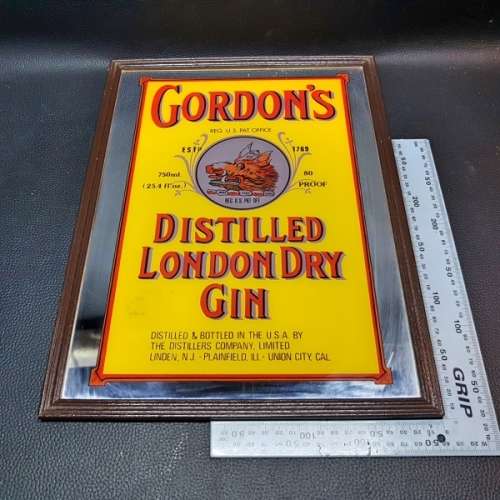 GORDON'S
REG. U.S. PAT. OFFICE
ESTD 1769
750ml 80
(25.4 fl oz.) PROOF
REG. U.S. PAT. OFF.
DISTILLED
LONDON DRY
GIN
DISTILLED & BOTTLED IN THE U.S.A. BY
THE DISTILLERS COMPANY, LIMITED
LINDEN, N.J. - PLAINFIELD, ILL. - UNION CITY, CAL.
GRIP